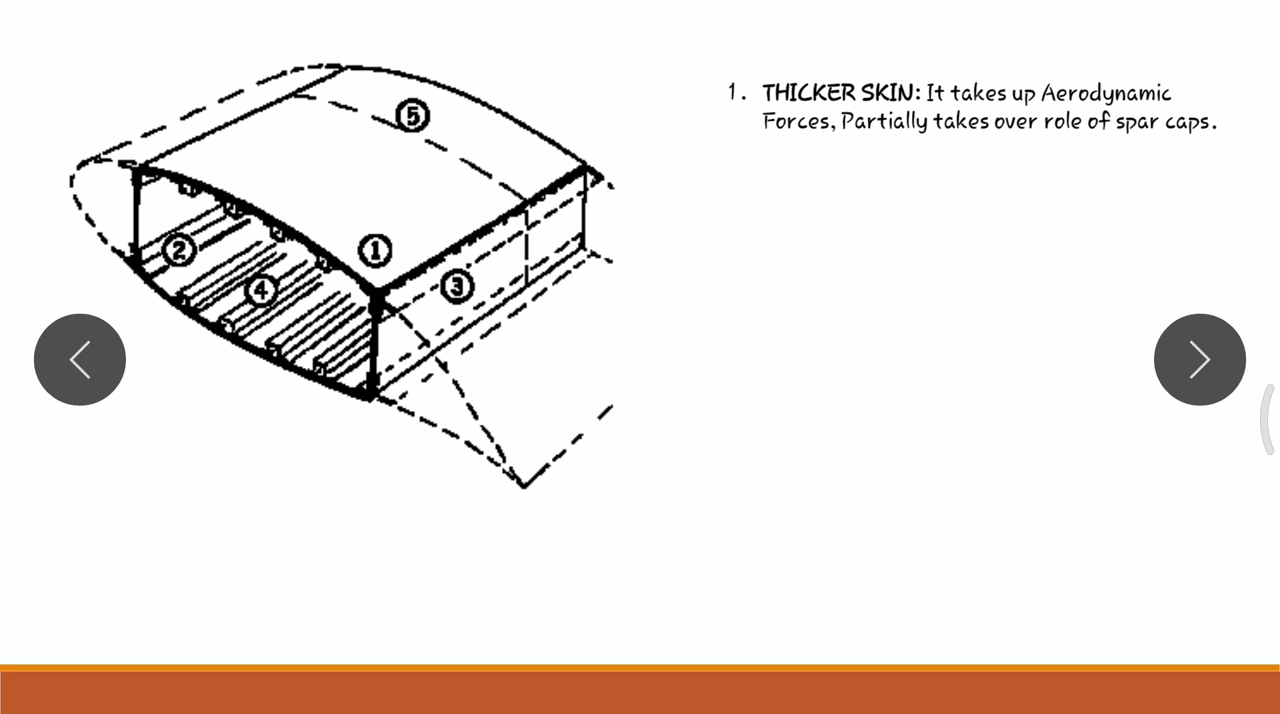 5
1. THICKER SKIN: It takes up Aerodynamic
Forces, Partially takes over role of spar caps.
2
1
3
4